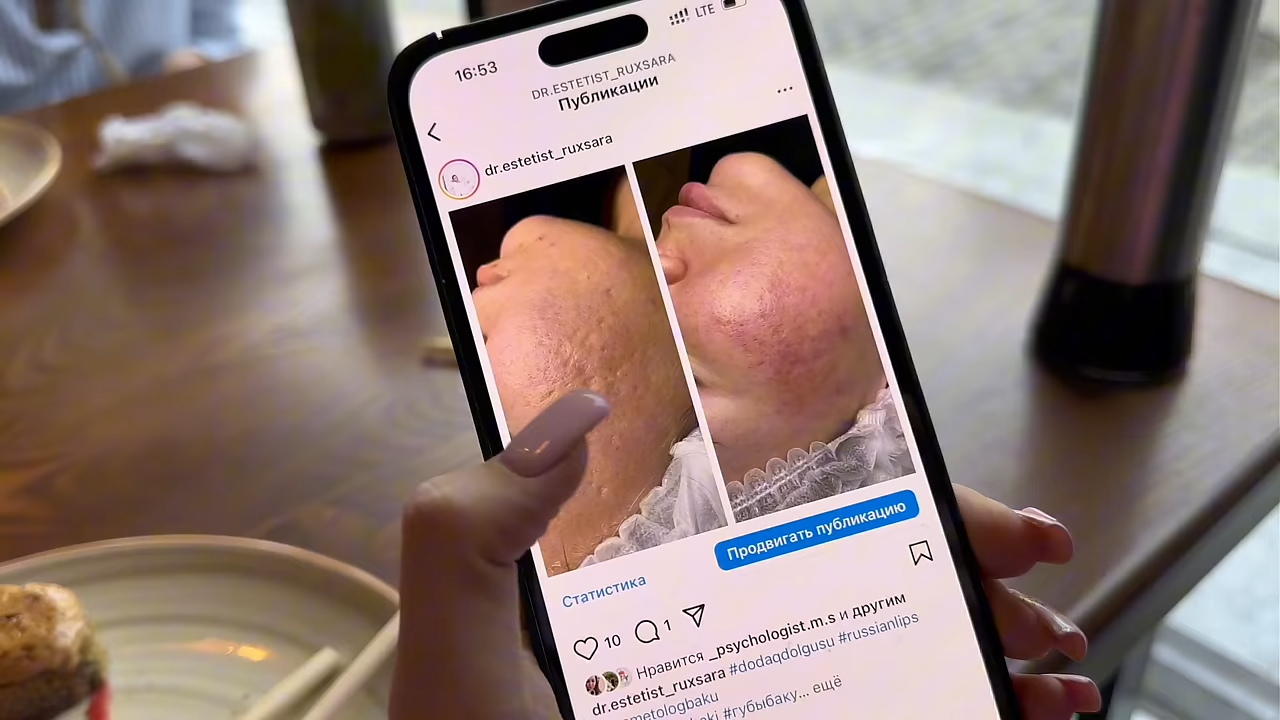 16:53
LTE
DR.ESTETIST_RUXSARA
Публикации
dr.estetist_ruxsara
Продвигать публикацию
Статистика
10
1
Нравится _psychologist.m.s и другим
dr.estetist_ruxsara #dodaqdolgusu #russianlips
#губыбаку... ещё